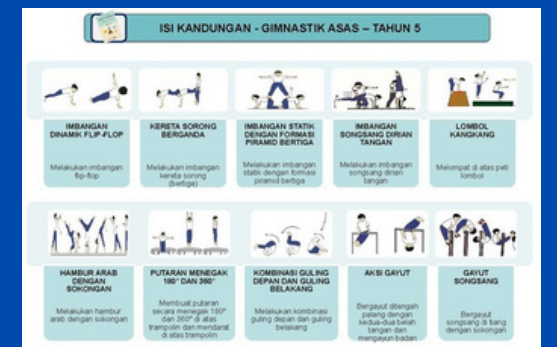 ISI KANDUNGAN - GIMNASTIK ASAS – TAHUN 5
IMBANGAN
DINAMIK FLIP-FLOP
Melakukan imbangan
flip-flop
KERETA SORONG
BERGANDA
Melakukan imbangan
kereta sorong
(bertiga)
IMBANGAN STATIK
DENGAN FORMASI
PIRAMID BERTIGA
Melakukan imbangan
statik dengan formasi
piramid bertiga
IMBANGAN
SONGSANG DIRIAN
TANGAN
Melakukan imbangan
songsang dirian
tangan
LOMBOL
KANGKANG
Melompat di atas peti
lombol
HAMBUR ARAB
DENGAN
SOKONGAN
Melakukan hambur
arab dengan sokongan
PUTARAN MENEGAK
180° DAN 360°
Membuat putaran
secara menegak 180°
dan 360° di atas
trampolin dan mendarat
di atas trampolin
KOMBINASI GULING
DEPAN DAN GULING
BELAKANG
Melakukan kombinasi
guling depan dan guling
belakang
AKSI GAYUT
Bergayut ditengah
palang dengan
kedua-dua belah
tangan dan
mengayun badan
GAYUT
SONGSANG
Bergayut
songsang di tiang
dengan sokongan